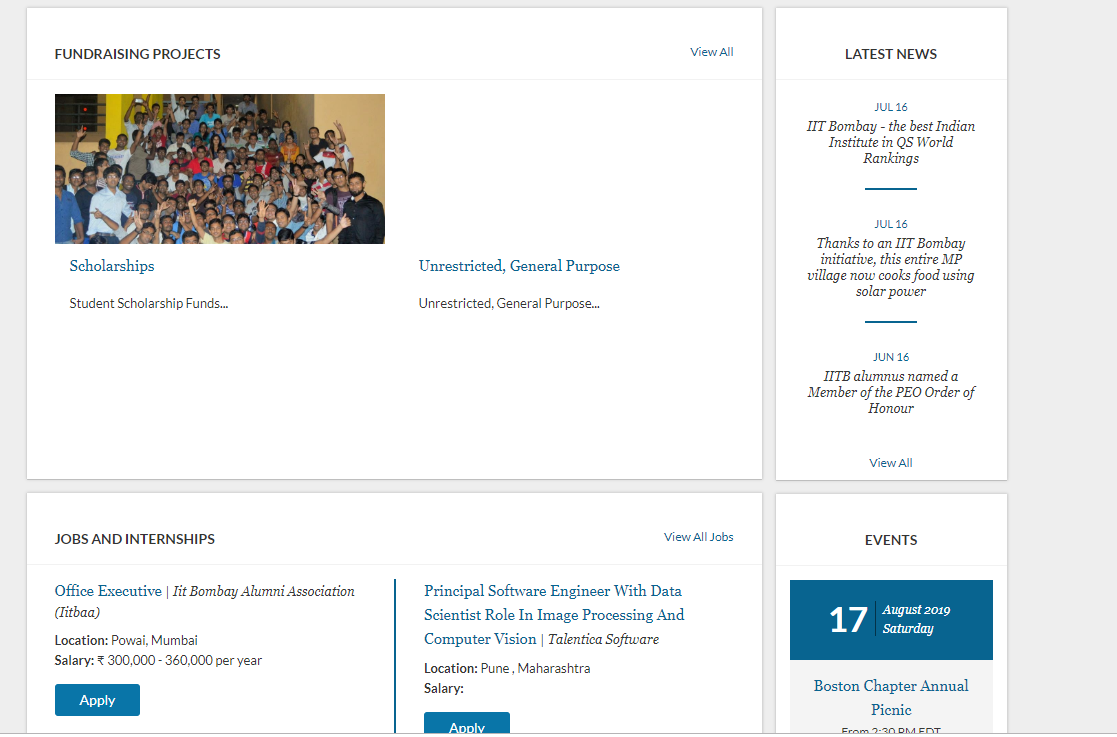 FUNDRAISING PROJECTS
View All
Scholarships
Student Scholarship Funds...
Unrestricted, General Purpose
Unrestricted, General Purpose...
LATEST NEWS
JUL 16
IIT Bombay - the best Indian
Institute in QS World
Rankings
JUL 16
Thanks to an IIT Bombay
initiative, this entire MP
village now cooks food using
solar power
JUN 16
IITB alumnus named a
Member of the PEO Order of
Honour
View All
JOBS AND INTERNSHIPS
View All Jobs
Office Executive | Iit Bombay Alumni Association
(Iitbaa)
Location: Powai, Mumbai
Salary: ₹ 300,000 - 360,000 per year
Apply
Principal Software Engineer With Data
Scientist Role In Image Processing And
Computer Vision | Talentica Software
Location: Pune , Maharashtra
Salary:
Apply
EVENTS
17
August 2019
Saturday
Boston Chapter Annual
Picnic
From 2:30 PM EDT